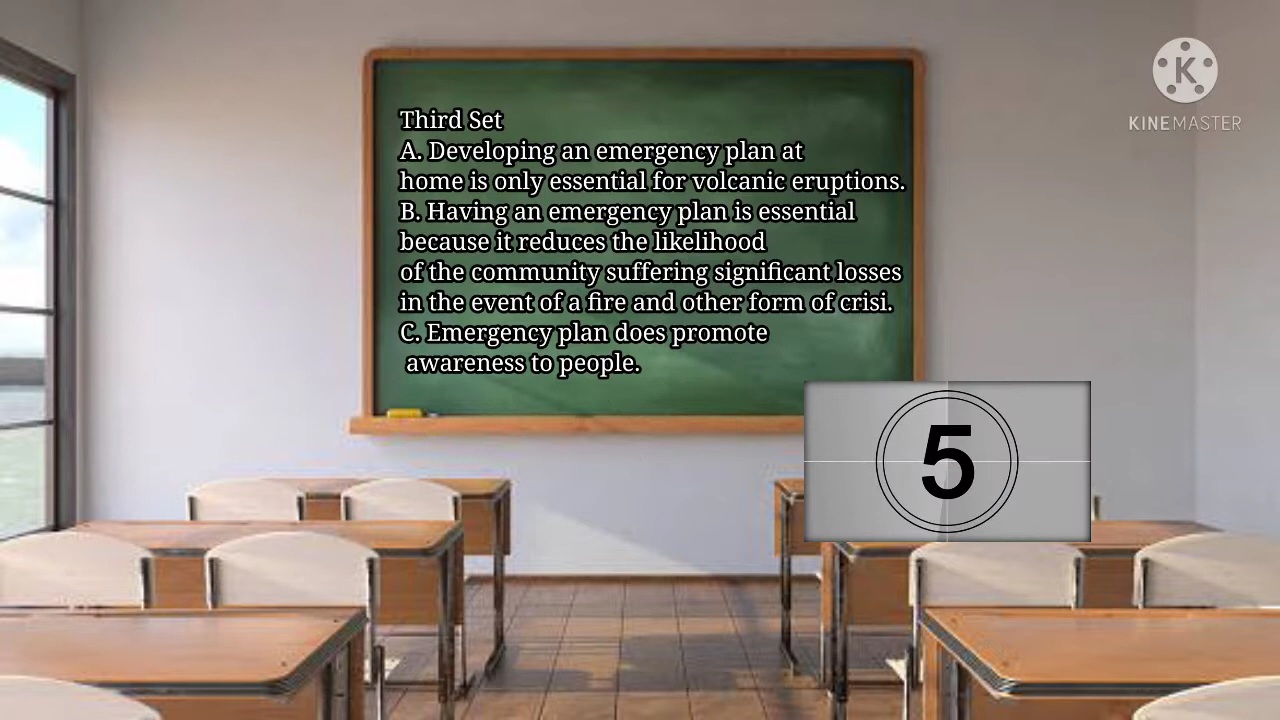 Third Set
A. Developing an emergency plan at
home is only essential for volcanic eruptions.
B. Having an emergency plan is essential
because it reduces the likelihood
of the community suffering significant losses
in the event of a fire and other form of crisi.
C. Emergency plan does promote
awareness to people.
5
K
KINEMASTER